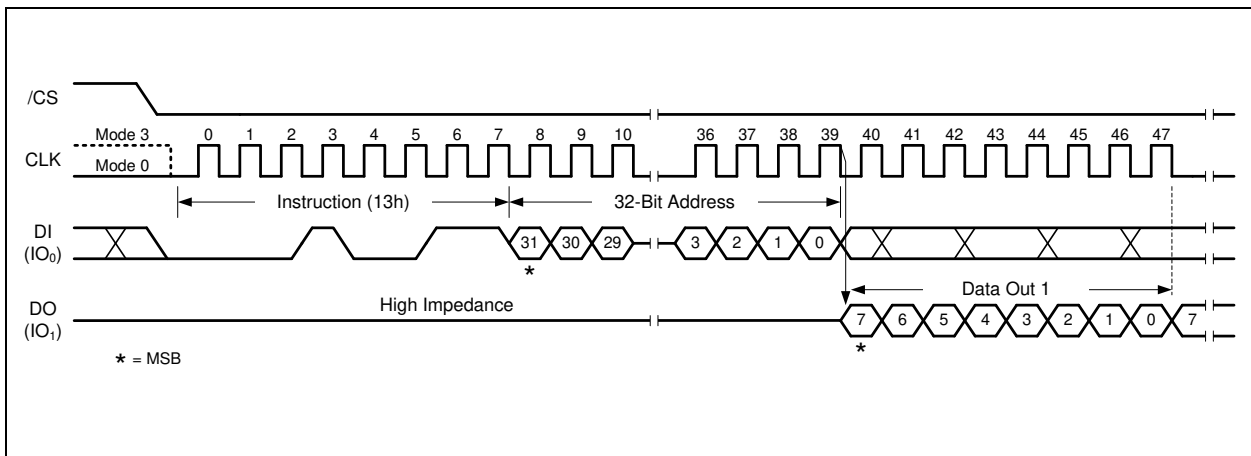 /CS
Mode 3 0 1 2 3 4 5 6 7 8 9 10 36 37 38 39 40 41 42 43 44 45 46 47
CLK Mode 0
Instruction (13h) 32-Bit Address
DI
(IO₀) 31 30 29 3 2 1 0
*
High Impedance Data Out 1
DO
(IO₁) 7 6 5 4 3 2 1 0 7
*
* = MSB